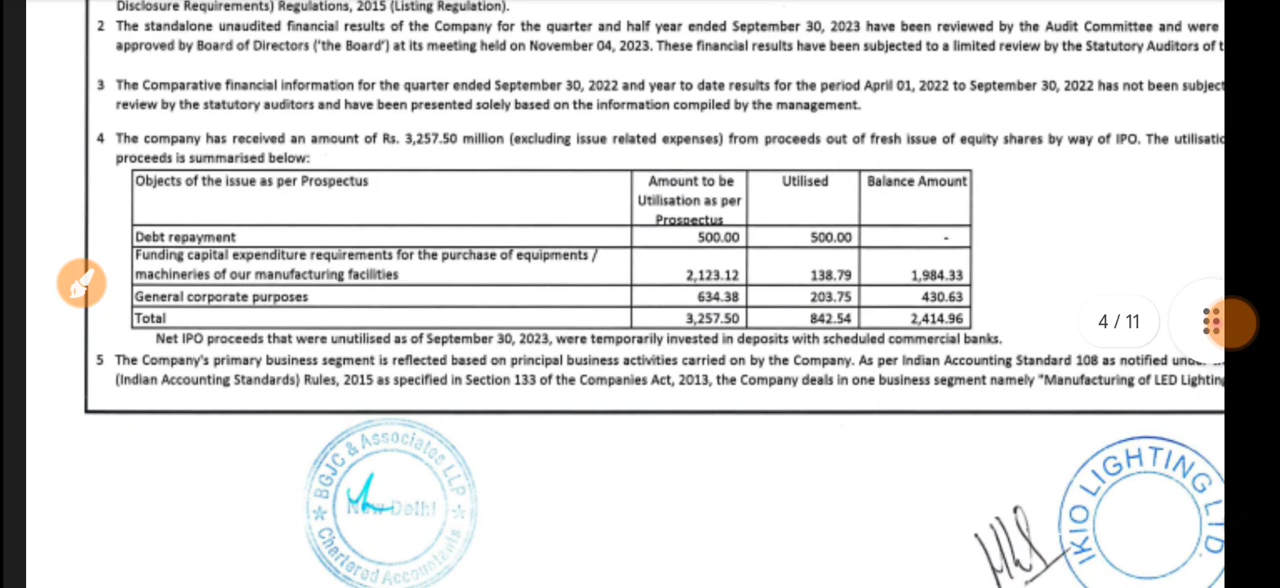 Disclosure Requirements) Regulations, 2015 (Listing Regulation).
2 The standalone unaudited financial results of the Company for the quarter and half year ended September 30, 2023 have been reviewed by the Audit Committee and were
approved by Board of Directors ('the Board') at its meeting held on November 04, 2023. These financial results have been subjected to a limited review by the Statutory Auditors of t
3 The Comparative financial information for the quarter ended September 30, 2022 and year to date results for the period April 01, 2022 to September 30, 2022 has not been subject
review by the statutory auditors and have been presented solely based on the information compiled by the management.
4 The company has received an amount of Rs. 3,257.50 million (excluding issue related expenses) from proceeds out of fresh issue of equity shares by way of IPO. The utilisatio
proceeds is summarised below:
Objects of the issue as per Prospectus Amount to be Utilised Balance Amount
Utilisation as per
Prospectus
Debt repayment 500.00 500.00 -
Funding capital expenditure requirements for the purchase of equipments /
machineries of our manufacturing facilities 2,123.12 138.79 1,984.33
General corporate purposes 634.38 203.75 430.63
Total 3,257.50 842.54 2,414.96
4 / 11
Net IPO proceeds that were unutilised as of September 30, 2023, were temporarily invested in deposits with scheduled commercial banks.
5 The Company's primary business segment is reflected based on principal business activities carried on by the Company. As per Indian Accounting Standard 108 as notified
(Indian Accounting Standards) Rules, 2015 as specified in Section 133 of the Companies Act, 2013, the Company deals in one business segment namely "Manufacturing of LED Lighting
BGJC & Associates LLP
New Delhi
Chartered Accountants
IKIO LIGHTING LTD.